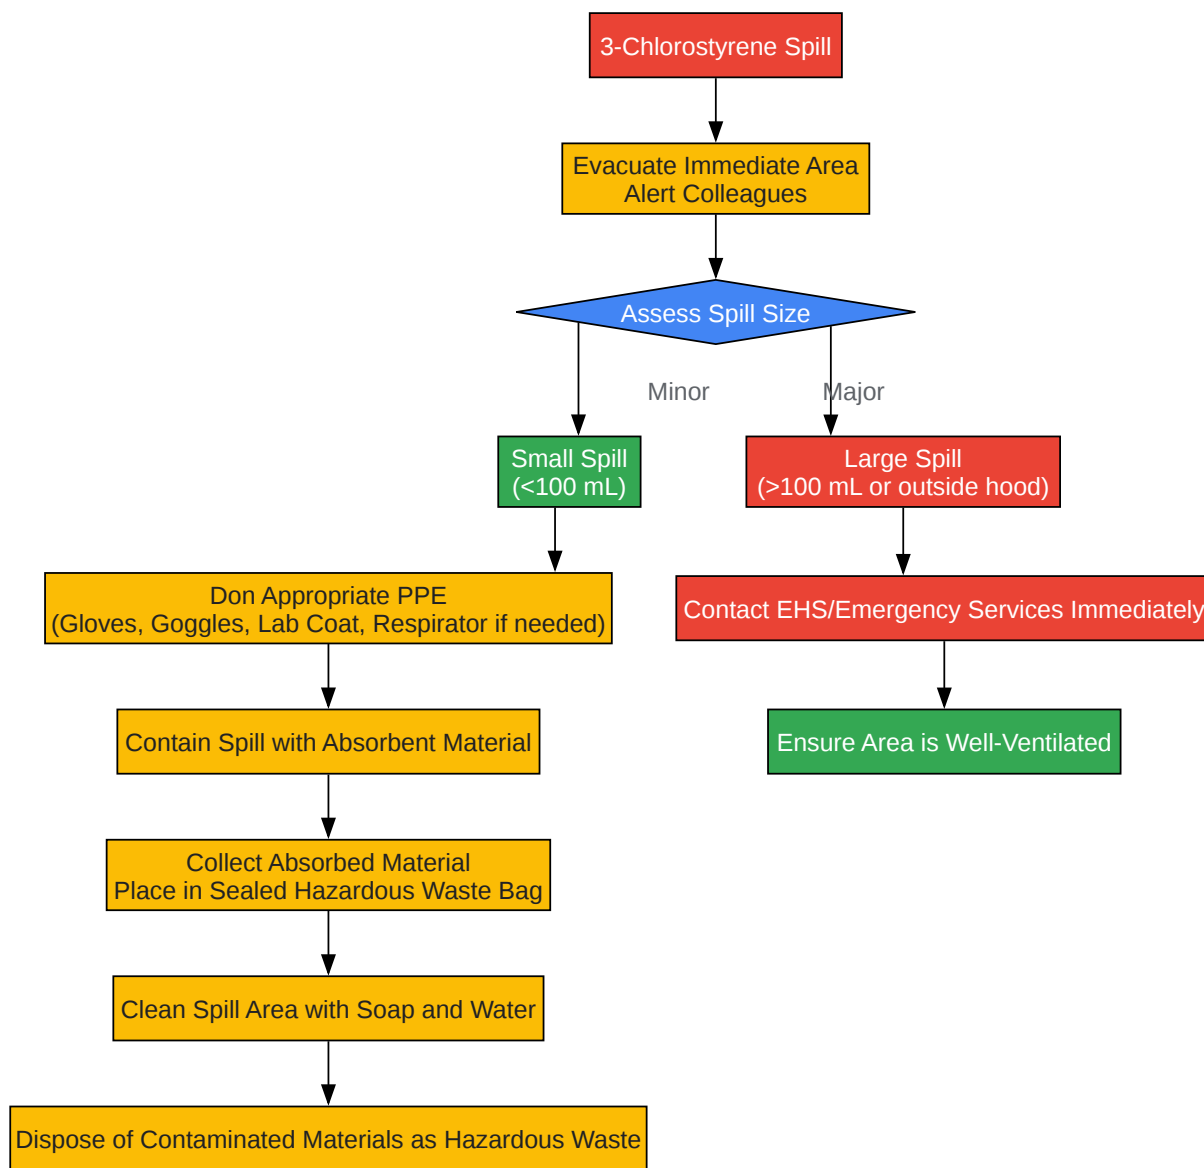 3-Chlorostyrene Spill
Evacuate Immediate Area
Alert Colleagues
Assess Spill Size
Minor
Major
Small Spill
(<100 mL)
Large Spill
(>100 mL or outside hood)
Don Appropriate PPE
(Gloves, Goggles, Lab Coat, Respirator if needed)
Contact EHS/Emergency Services Immediately
Contain Spill with Absorbent Material
Ensure Area is Well-Ventilated
Collect Absorbed Material
Place in Sealed Hazardous Waste Bag
Clean Spill Area with Soap and Water
Dispose of Contaminated Materials as Hazardous Waste